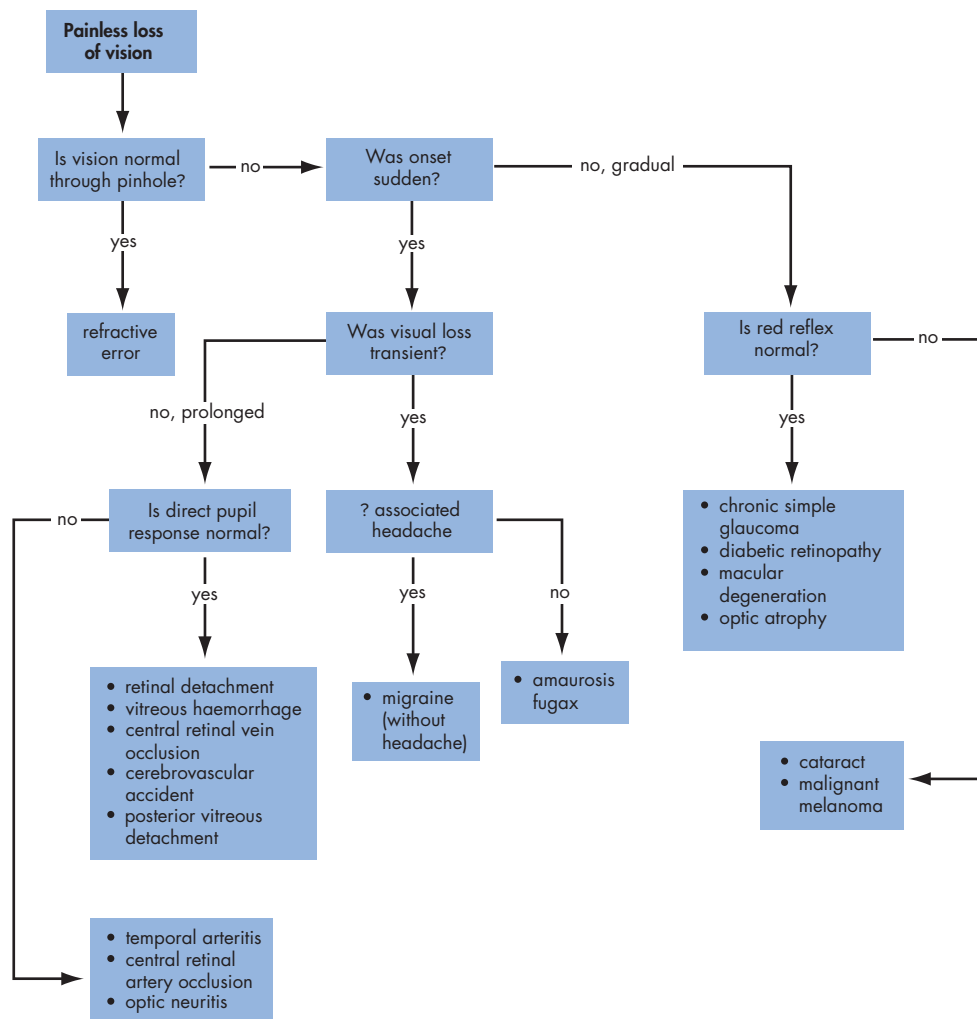 Painless loss
of vision
Is vision normal
through pinhole?
no
Was onset
sudden?
no, gradual
yes
yes
refractive
error
Was visual loss
transient?
Is red reflex
normal?
no
no, prolonged
yes
yes
no
Is direct pupil
response normal?
? associated
headache
• chronic simple
glaucoma
• diabetic retinopathy
• macular
degeneration
• optic atrophy
yes
yes
no
• retinal detachment
• vitreous haemorrhage
• central retinal vein
occlusion
• cerebrovascular
accident
• posterior vitreous
detachment
• migraine
(without
headache)
• amaurosis
fugax
• cataract
• malignant
melanoma
• temporal arteritis
• central retinal
artery occlusion
• optic neuritis